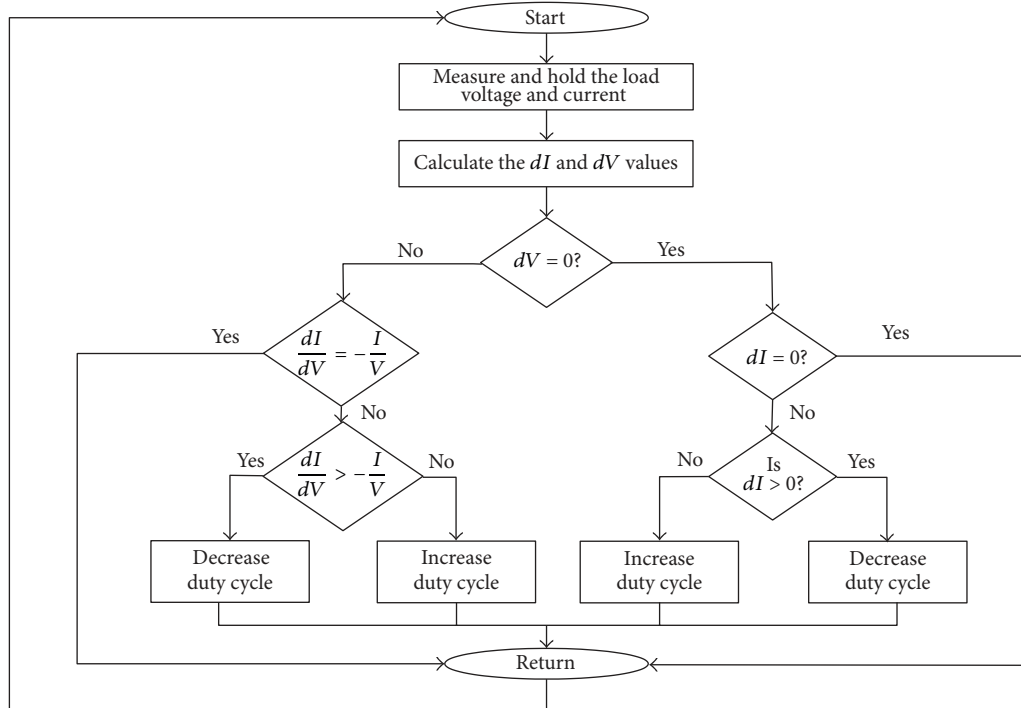 Start
Measure and hold the load
voltage and current
Calculate the dI and dV values
dV = 0?
No
Yes
Yes
dI/dV = −I/V
dI = 0?
Yes
No
No
Yes
dI/dV > −I/V
No
No
Is
dI > 0?
Yes
Decrease
duty cycle
Increase
duty cycle
Increase
duty cycle
Decrease
duty cycle
Return